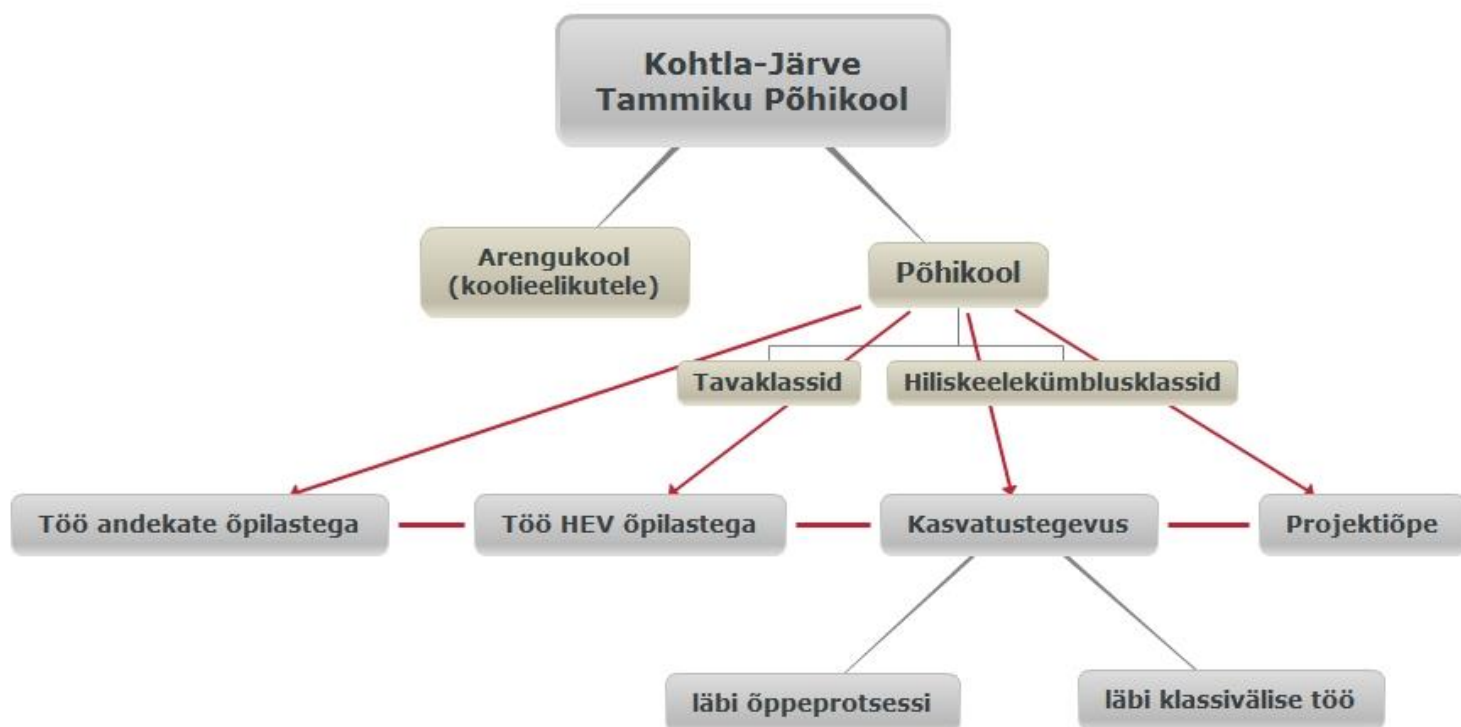 Kohtla-Järve
Tammiku Põhikool
Arengukool
(koolieelikutele)
Põhikool
Tavaklassid
Hiliskeelekümblusklassid
Töö andekate õpilastega
Töö HEV õpilastega
Kasvatustegevus
Projektiõpe
läbi õppeprotsessi
läbi klassivälise töö